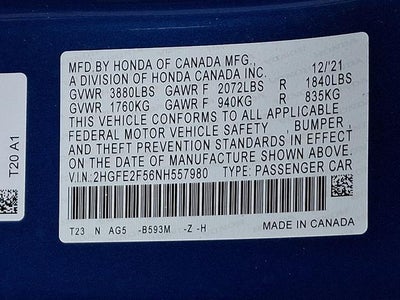 MFD.BY HONDA OF CANADA MFG., 12/21
A DIVISION OF HONDA CANADA INC.
GVWR 3880LBS GAWR F 2072LBS R 1840LBS
GVWR 1760KG GAWR F 940KG R 835KG
THIS VEHICLE CONFORMS TO ALL APPLICABLE
FEDERAL MOTOR VEHICLE SAFETY , BUMPER,
AND THEFT PREVENTION STANDARDS IN EFFECT
ON THE DATE OF MANUFACTURE SHOWN ABOVE.
V.I.N: 2HGFE2F56NH557980 TYPE: PASSENGER CAR
T23 N AG5 -B593M -Z -H MADE IN CANADA
T20 A1